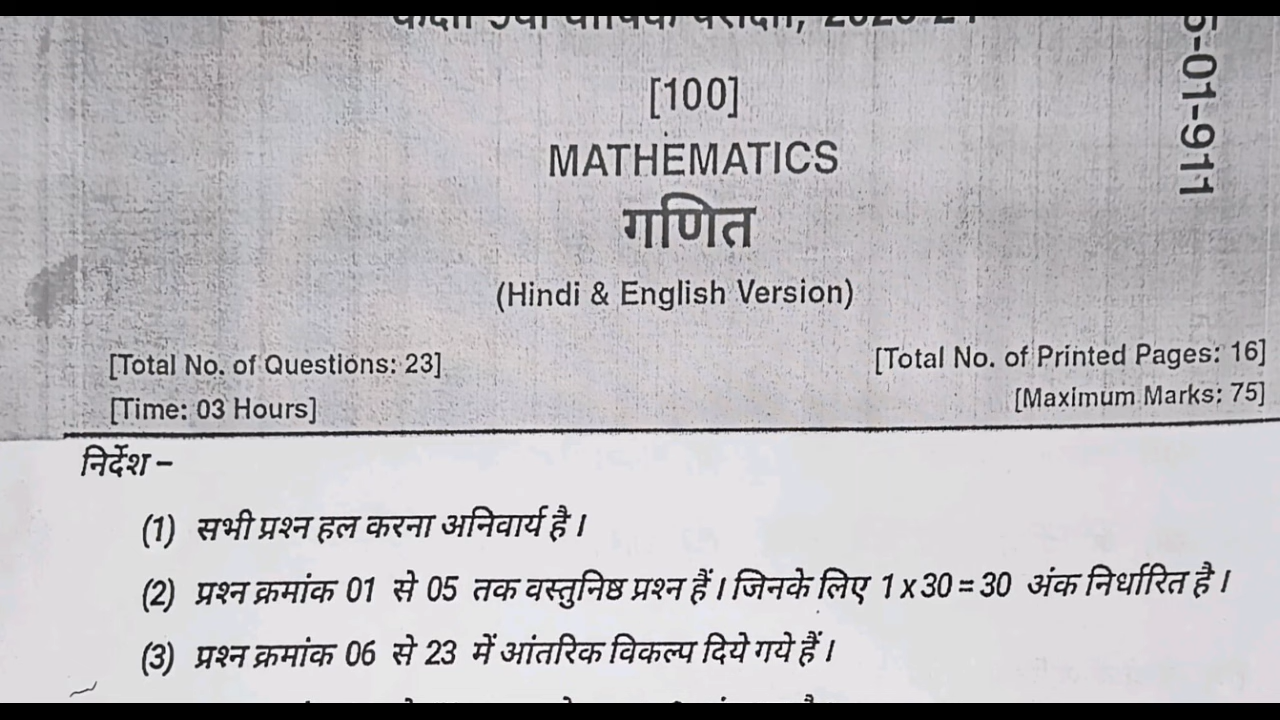 [100]
MATHEMATICS
गणित
(Hindi & English Version)
-01-911
[Total No. of Questions: 23]
[Total No. of Printed Pages: 16]
[Time: 03 Hours]
[Maximum Marks: 75]
निर्देश –
(1) सभी प्रश्न हल करना अनिवार्य है ।
(2) प्रश्न क्रमांक 01 से 05 तक वस्तुनिष्ठ प्रश्न हैं । जिनके लिए 1 x 30 = 30 अंक निर्धारित है ।
(3) प्रश्न क्रमांक 06 से 23 में आंतरिक विकल्प दिये गये हैं ।